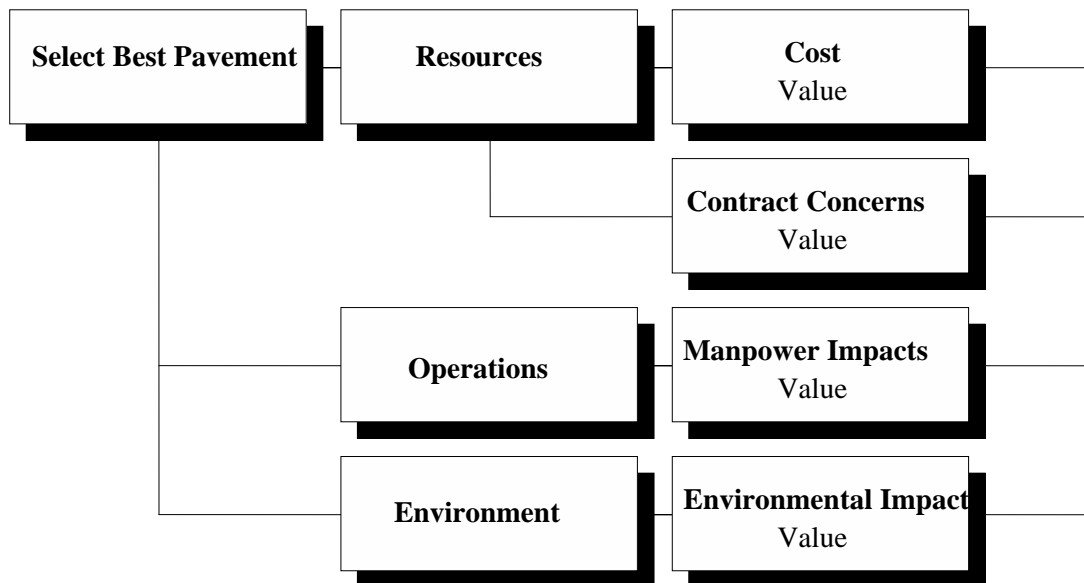 Select Best Pavement
Resources
Cost
Value
Contract Concerns
Value
Operations
Manpower Impacts
Value
Environment
Environmental Impact
Value